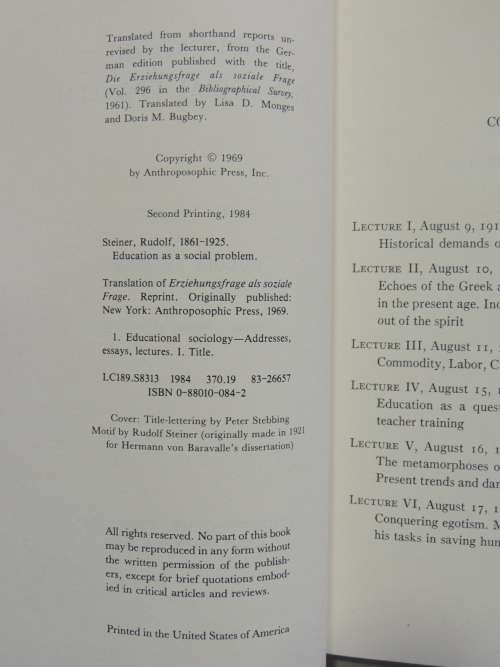 Translated from shorthand reports un-
revised by the lecturer, from the Ger-
man edition published with the title,
Die Erziehungsfrage als soziale Frage
(Vol. 296 in the Bibliographical Survey,
1961). Translated by Lisa D. Monges
and Doris M. Bugbey.
Copyright © 1969
by Anthroposophic Press, Inc.
Second Printing, 1984
Steiner, Rudolf, 1861-1925.
Education as a social problem.
Translation of Erziehungsfrage als soziale
Frage. Reprint. Originally published:
New York: Anthroposophic Press, 1969.
1. Educational sociology—Addresses,
essays, lectures. I. Title.
LC189.S8313 1984 370.19 83-26657
ISBN 0-88010-084-2
Cover: Title-lettering by Peter Stebbing
Motif by Rudolf Steiner (originally made in 1921
for Hermann von Baravalle's dissertation)
All rights reserved. No part of this book
may be reproduced in any form without
the written permission of the publish-
ers, except for brief quotations embod-
ied in critical articles and reviews.
Printed in the United States of America
CO
LECTURE I, August 9, 191
Historical demands o
LECTURE II, August 10,
Echoes of the Greek a
in the present age. Inc
out of the spirit
LECTURE III, August 11,
Commodity, Labor, C
LECTURE IV, August 15, 1
Education as a ques
teacher training
LECTURE V, August 16, 1
The metamorphoses o
Present trends and dan
LECTURE VI, August 17, 1
Conquering egotism. M
his tasks in saving hum